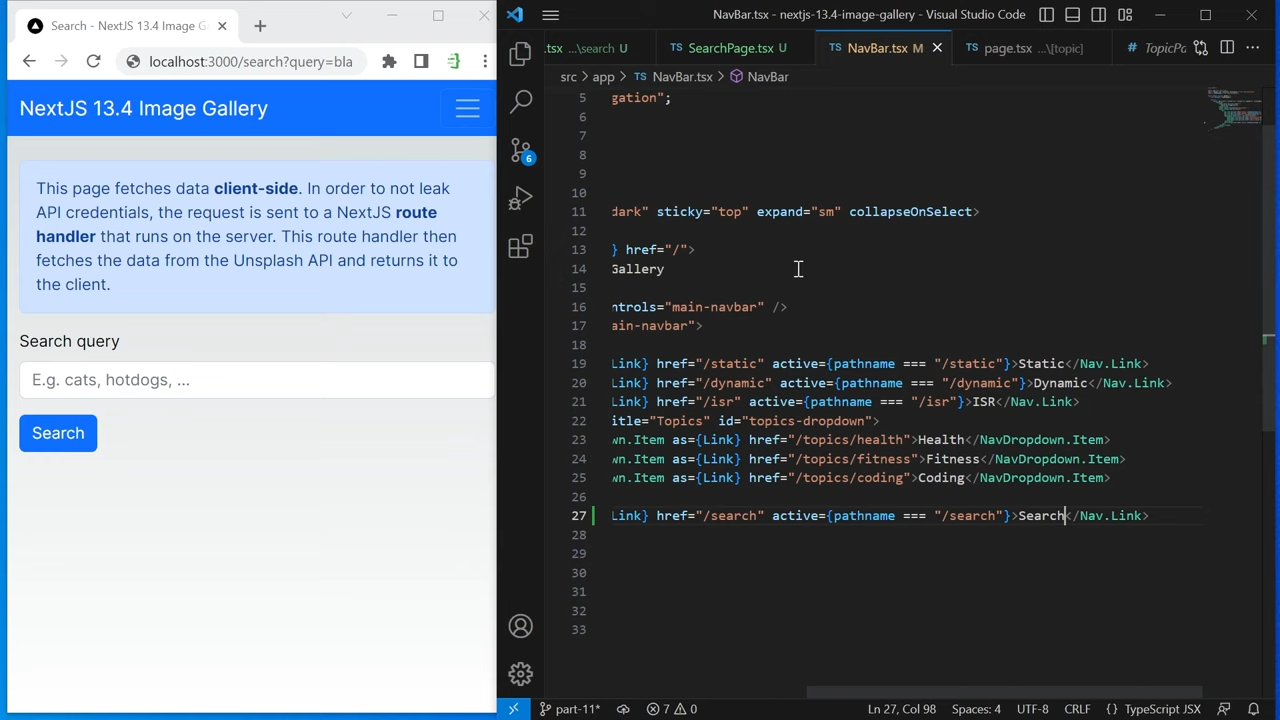 Search - NextJS 13.4 Image G
localhost:3000/search?query=bla
NextJS 13.4 Image Gallery
This page fetches data client-side. In order to not leak
API credentials, the request is sent to a NextJS route
handler that runs on the server. This route handler then
fetches the data from the Unsplash API and returns it to
the client.
Search query
E.g. cats, hotdogs, ...
Search
NavBar.tsx - nextjs-13.4-image-gallery - Visual Studio Code
.tsx ...\search U
SearchPage.tsx U
NavBar.tsx M
page.tsx ...\[topic]
TopicPa
src > app > NavBar.tsx > NavBar
6
5 gation";
6
7
8
9
10
11 dark" sticky="top" expand="sm" collapseOnSelect>
12
13 } href="/">
14 Gallery
15
16 ntrols="main-navbar" />
17 ain-navbar">
18
19 Link} href="/static" active={pathname === "/static"}>Static</Nav.Link>
20 Link} href="/dynamic" active={pathname === "/dynamic"}>Dynamic</Nav.Link>
21 Link} href="/isr" active={pathname === "/isr"}>ISR</Nav.Link>
22 itle="Topics" id="topics-dropdown">
23 wn.Item as={Link} href="/topics/health">Health</NavDropdown.Item>
24 wn.Item as={Link} href="/topics/fitness">Fitness</NavDropdown.Item>
25 wn.Item as={Link} href="/topics/coding">Coding</NavDropdown.Item>
26
27 Link} href="/search" active={pathname === "/search"}>Search</Nav.Link>
28
29
30
31
32
33
part-11* 7 0 Ln 27, Col 98 Spaces: 4 UTF-8 CRLF {} TypeScript JSX